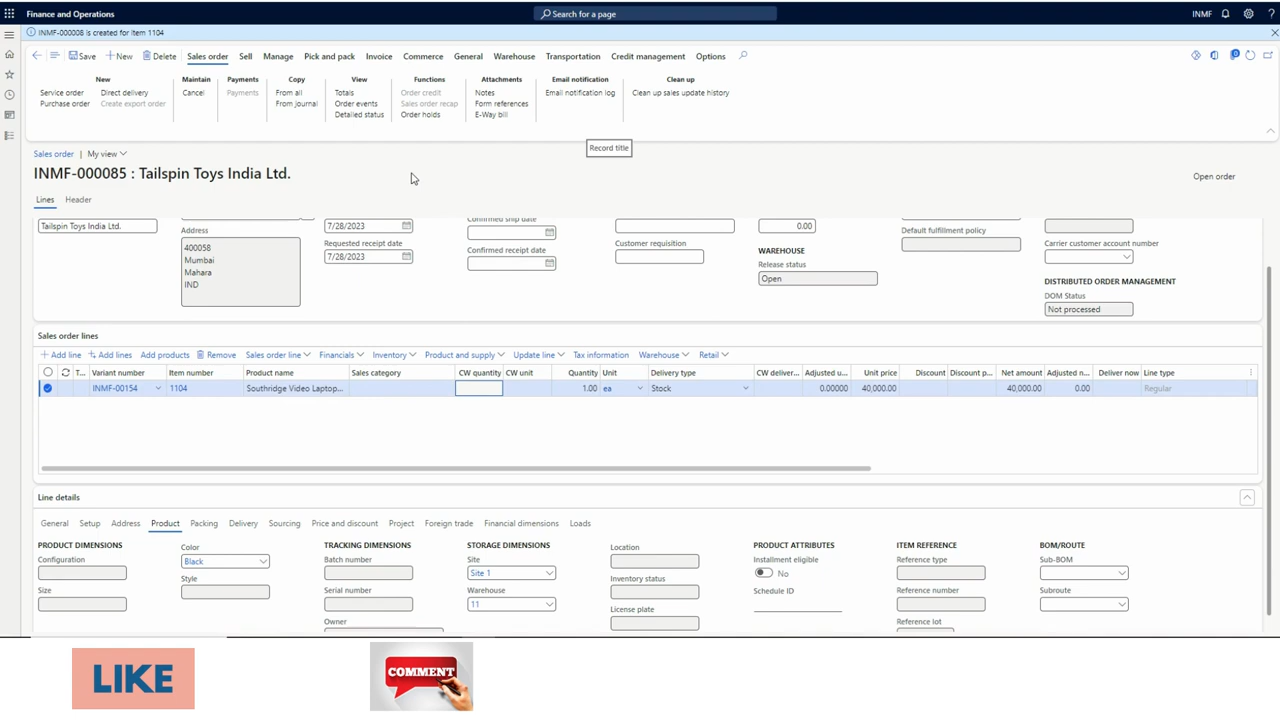 Finance and Operations
Search for a page
INMF
?
INMF-000008 is created for item 1104
Save
New
Delete
Sales order
Sell
Manage
Pick and pack
Invoice
Commerce
General
Warehouse
Transportation
Credit management
Options
New
Maintain
Payments
Copy
View
Functions
Attachments
Email notification
Clean up
Service order
Direct delivery
Cancel
Payments
From all
Totals
Order credit
Notes
Email notification log
Clean up sales update history
Purchase order
Create export order
From journal
Order events
Sales order recap
Form references
Detailed status
Order holds
E-Way bill
Record title
Sales order | My view
INMF-000085 : Tailspin Toys India Ltd.
Open order
Lines
Header
Tailspin Toys India Ltd.
Address
400058
Mumbai
Mahara
IND
7/28/2023
Requested receipt date
7/28/2023
Confirmed ship date
Confirmed receipt date
Customer requisition
0.00
WAREHOUSE
Release status
Open
Default fulfillment policy
Carrier customer account number
DISTRIBUTED ORDER MANAGEMENT
DOM Status
Not processed
Sales order lines
Add line
Add lines
Add products
Remove
Sales order line
Financials
Inventory
Product and supply
Update line
Tax information
Warehouse
Retail
T...
Variant number
Item number
Product name
Sales category
CW quantity
CW unit
Quantity
Unit
Delivery type
CW deliver...
Adjusted u...
Unit price
Discount
Discount p...
Net amount
Adjusted n...
Deliver now
Line type
INMF-00154
1104
Southridge Video Laptop...
1.00
ea
Stock
0.00000
40,000.00
40,000.00
0.00
Regular
Line details
General
Setup
Address
Product
Packing
Delivery
Sourcing
Price and discount
Project
Foreign trade
Financial dimensions
Loads
PRODUCT DIMENSIONS
Configuration
Size
Color
Black
Style
TRACKING DIMENSIONS
Batch number
Serial number
Owner
STORAGE DIMENSIONS
Site
Site 1
Warehouse
11
Location
Inventory status
License plate
PRODUCT ATTRIBUTES
Installment eligible
No
Schedule ID
ITEM REFERENCE
Reference type
Reference number
Reference lot
BOM/ROUTE
Sub-BOM
Subroute
LIKE
COMMENT